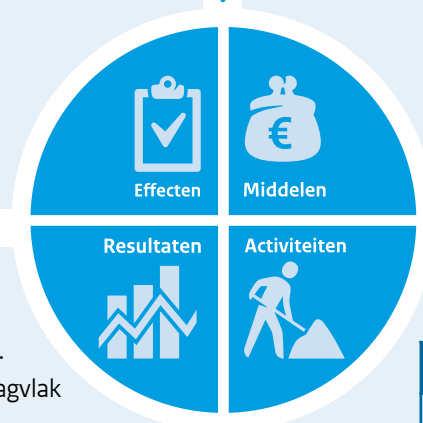 Effecten
Middelen
€
Resultaten
Activiteiten
.
agvlak